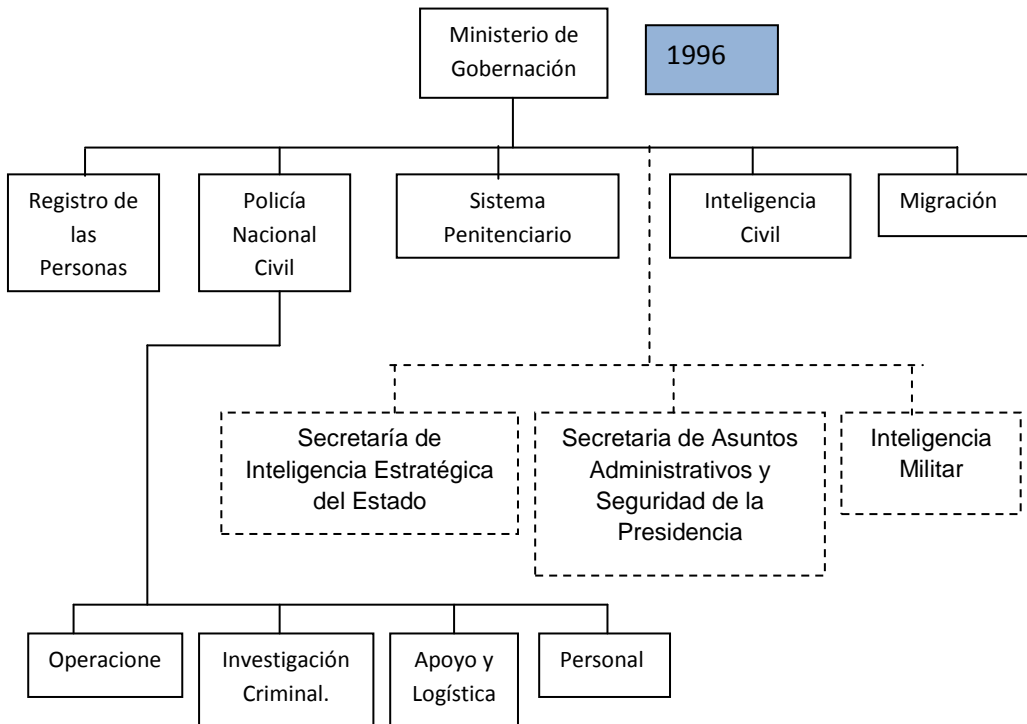 Ministerio de
Gobernación
1996
Registro de
las
Personas
Policía
Nacional
Civil
Sistema
Penitenciario
Inteligencia
Civil
Migración
Secretaría de
Inteligencia Estratégica
del Estado
Secretaria de Asuntos
Administrativos y
Seguridad de la
Presidencia
Inteligencia
Militar
Operacione
Investigación
Criminal.
Apoyo y
Logística
Personal